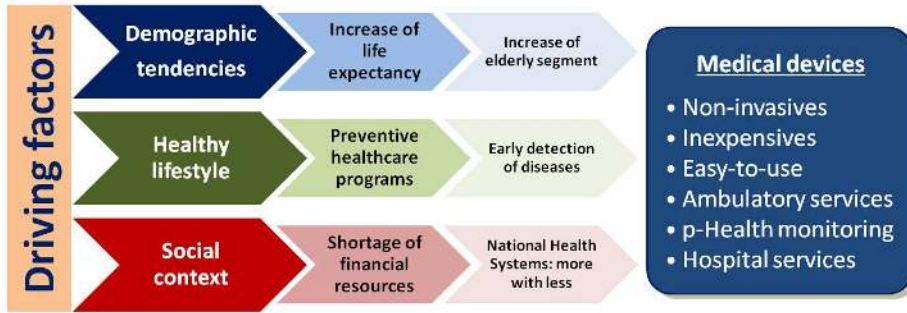 Driving factors
Demographic
tendencies
Increase of
life
expectancy
Increase of
elderly segment
Healthy
lifestyle
Preventive
healthcare
programs
Early detection
of diseases
Social
context
Shortage of
financial
resources
National Health
Systems: more
with less
Medical devices
• Non-invasives
• Inexpensives
• Easy-to-use
• Ambulatory services
• p-Health monitoring
• Hospital services